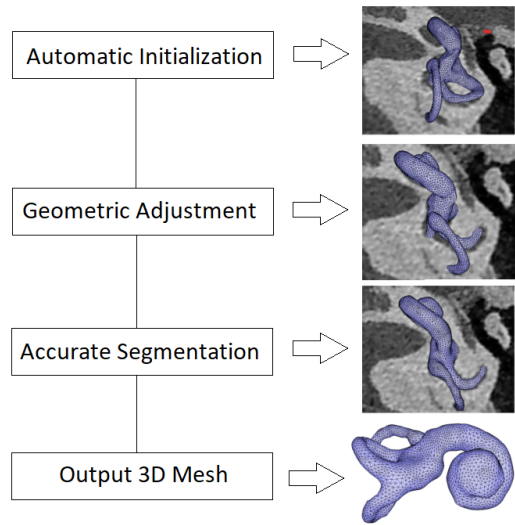 Automatic Initialization
Geometric Adjustment
Accurate Segmentation
Output 3D Mesh